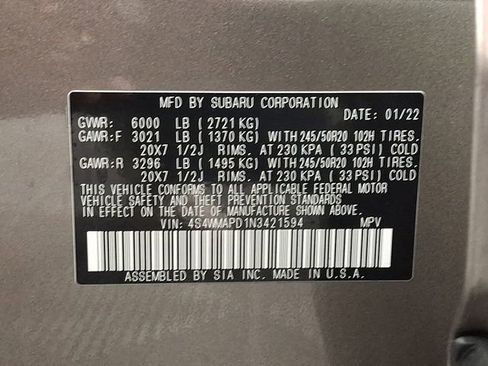 MFD BY SUBARU CORPORATION
GVWR: 6000 LB (2721 KG) DATE: 01/22
GAWR:F 3021 LB (1370 KG) WITH 245/50R20 102H TIRES.
20X7 1/2J RIMS. AT 230 KPA ( 33 PSI) COLD
GAWR:R 3296 LB (1495 KG) WITH 245/50R20 102H TIRES.
20X7 1/2J RIMS. AT 230 KPA ( 33 PSI) COLD
THIS VEHICLE CONFORMS TO ALL APPLICABLE FEDERAL MOTOR
VEHICLE SAFETY AND THEFT PREVENTION STANDARDS
IN EFFECT ON THE DATE OF MANUFACTURE SHOWN ABOVE.
VIN: 4S4WMAPD1N3421594 MPV
ASSEMBLED BY SIA INC. MADE IN U.S.A.